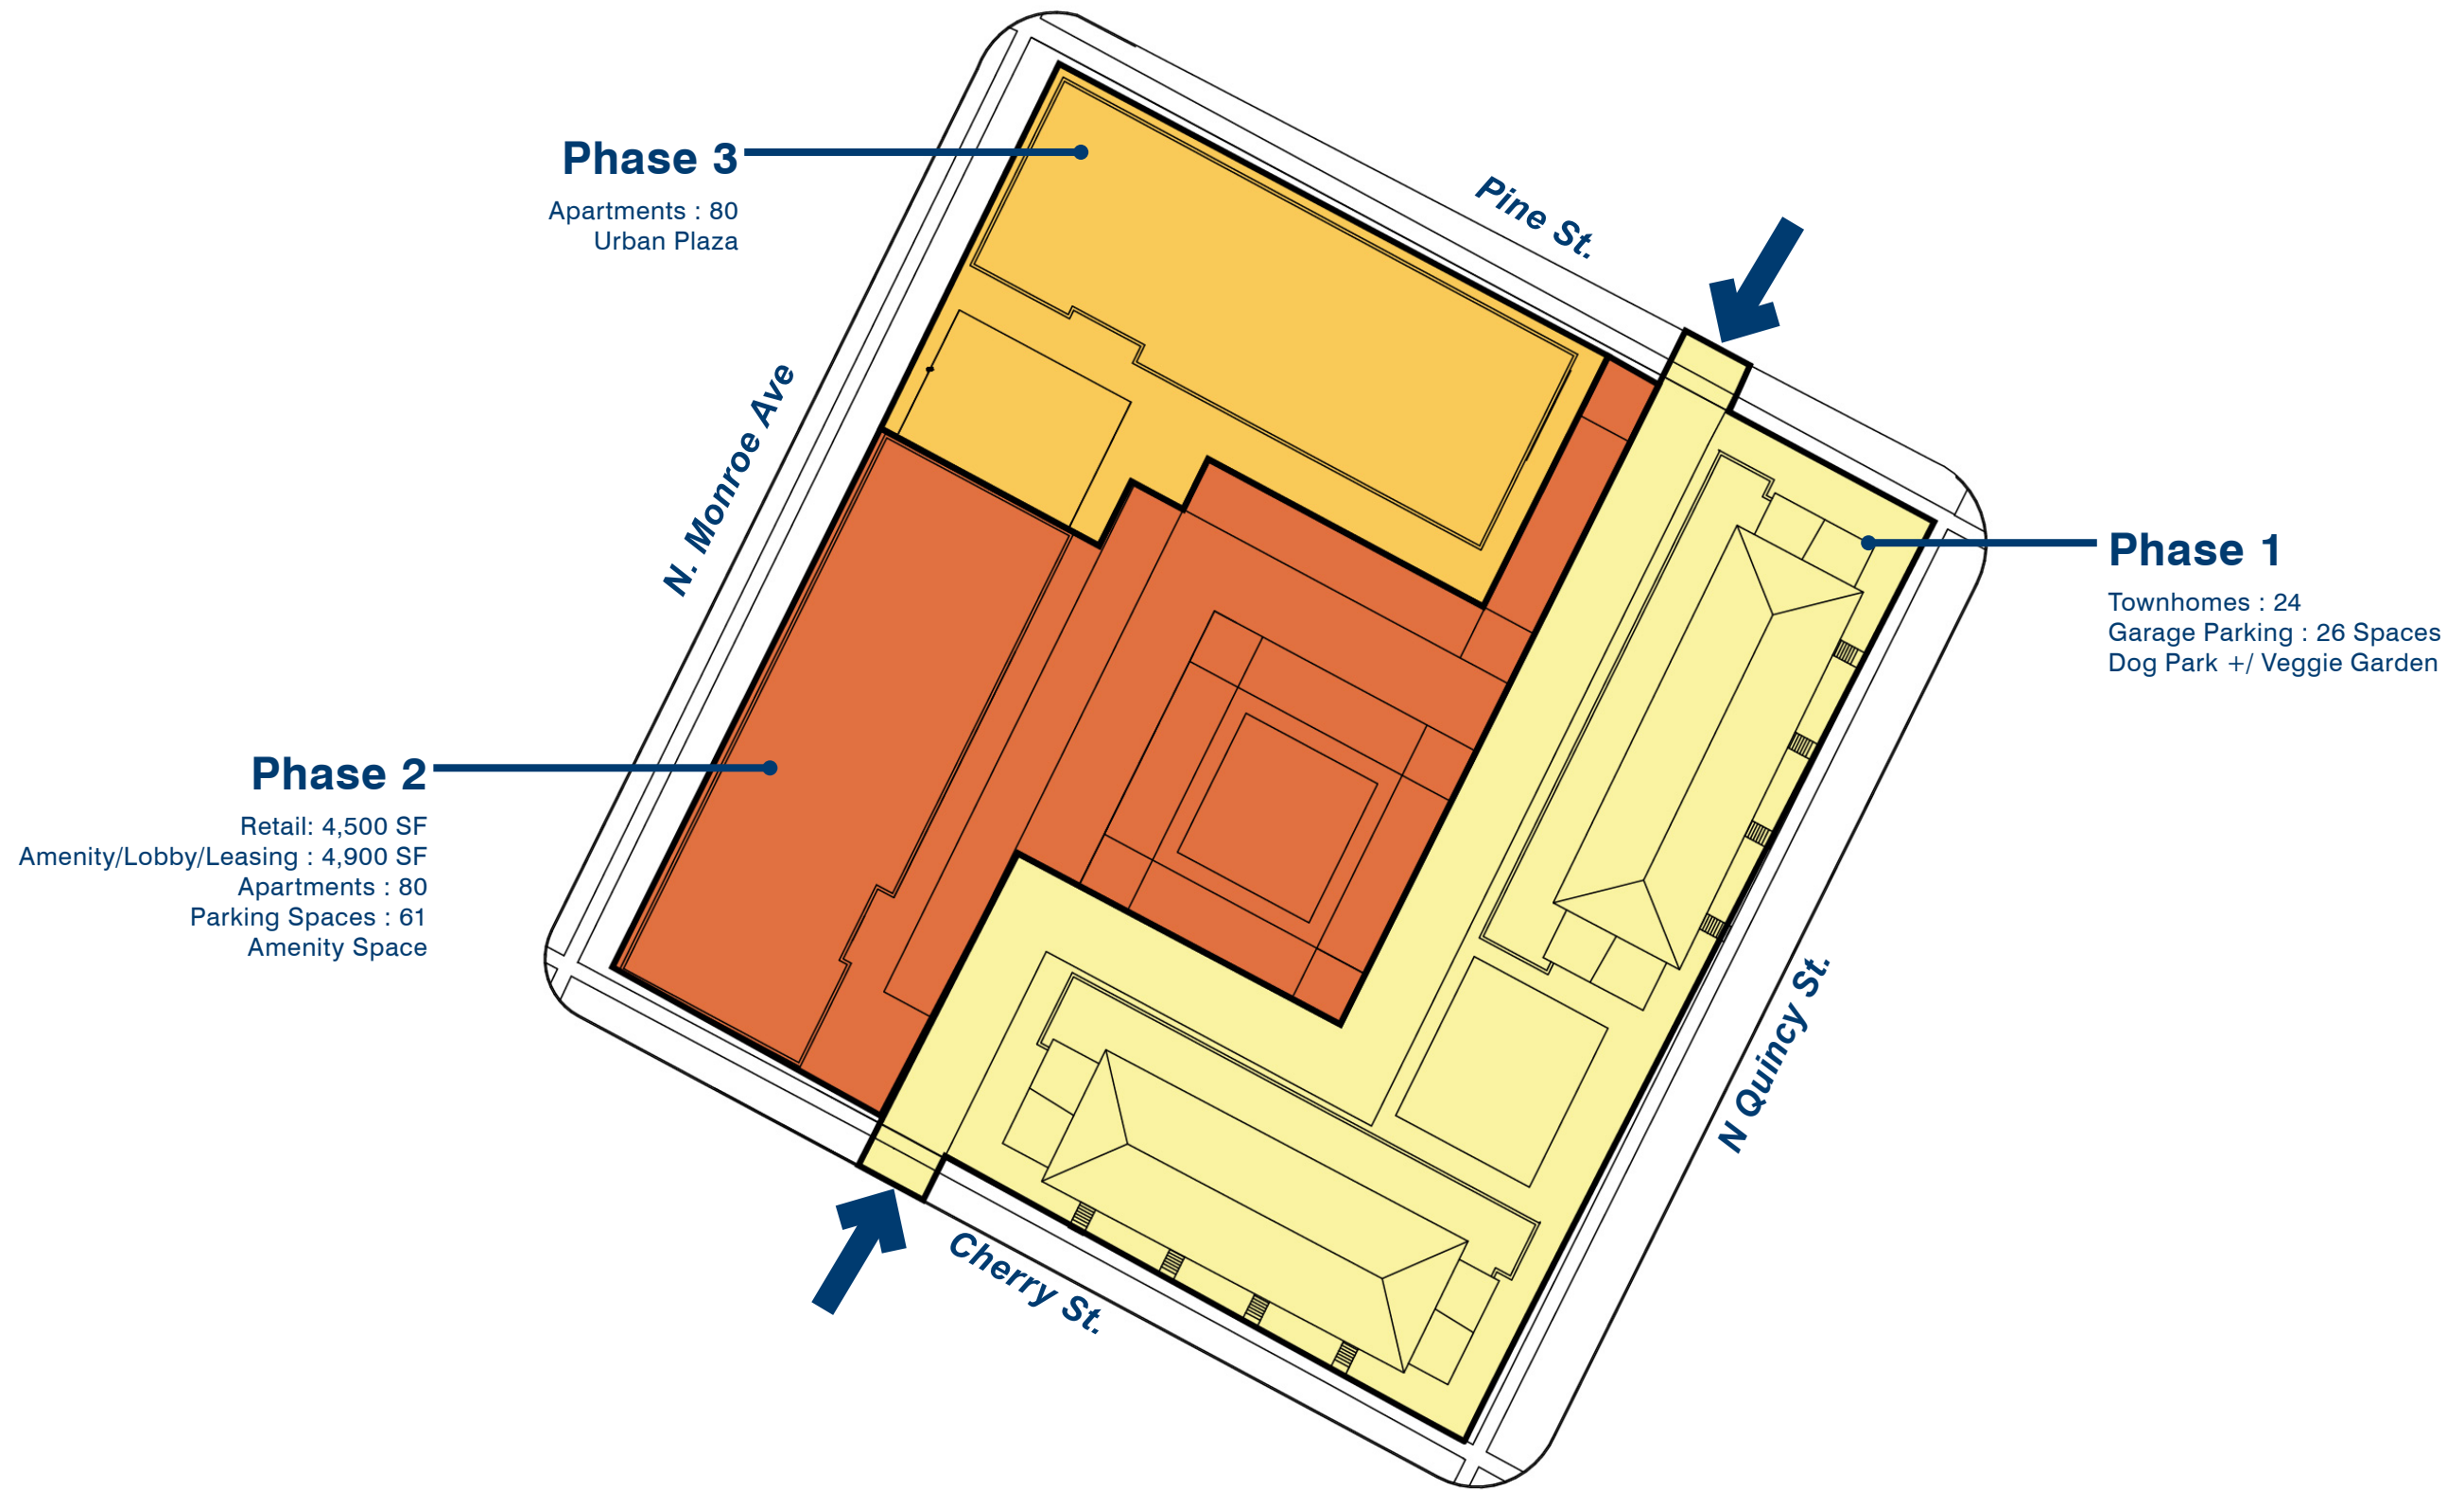 Phase 3
Apartments : 80
Urban Plaza
Pine St.
N. Monroe Ave
Phase 1
Townhomes : 24
Garage Parking : 26 Spaces
Dog Park +/ Veggie Garden
Phase 2
Retail: 4,500 SF
Amenity/Lobby/Leasing : 4,900 SF
Apartments : 80
Parking Spaces : 61
Amenity Space
N Quincy St.
Cherry St.